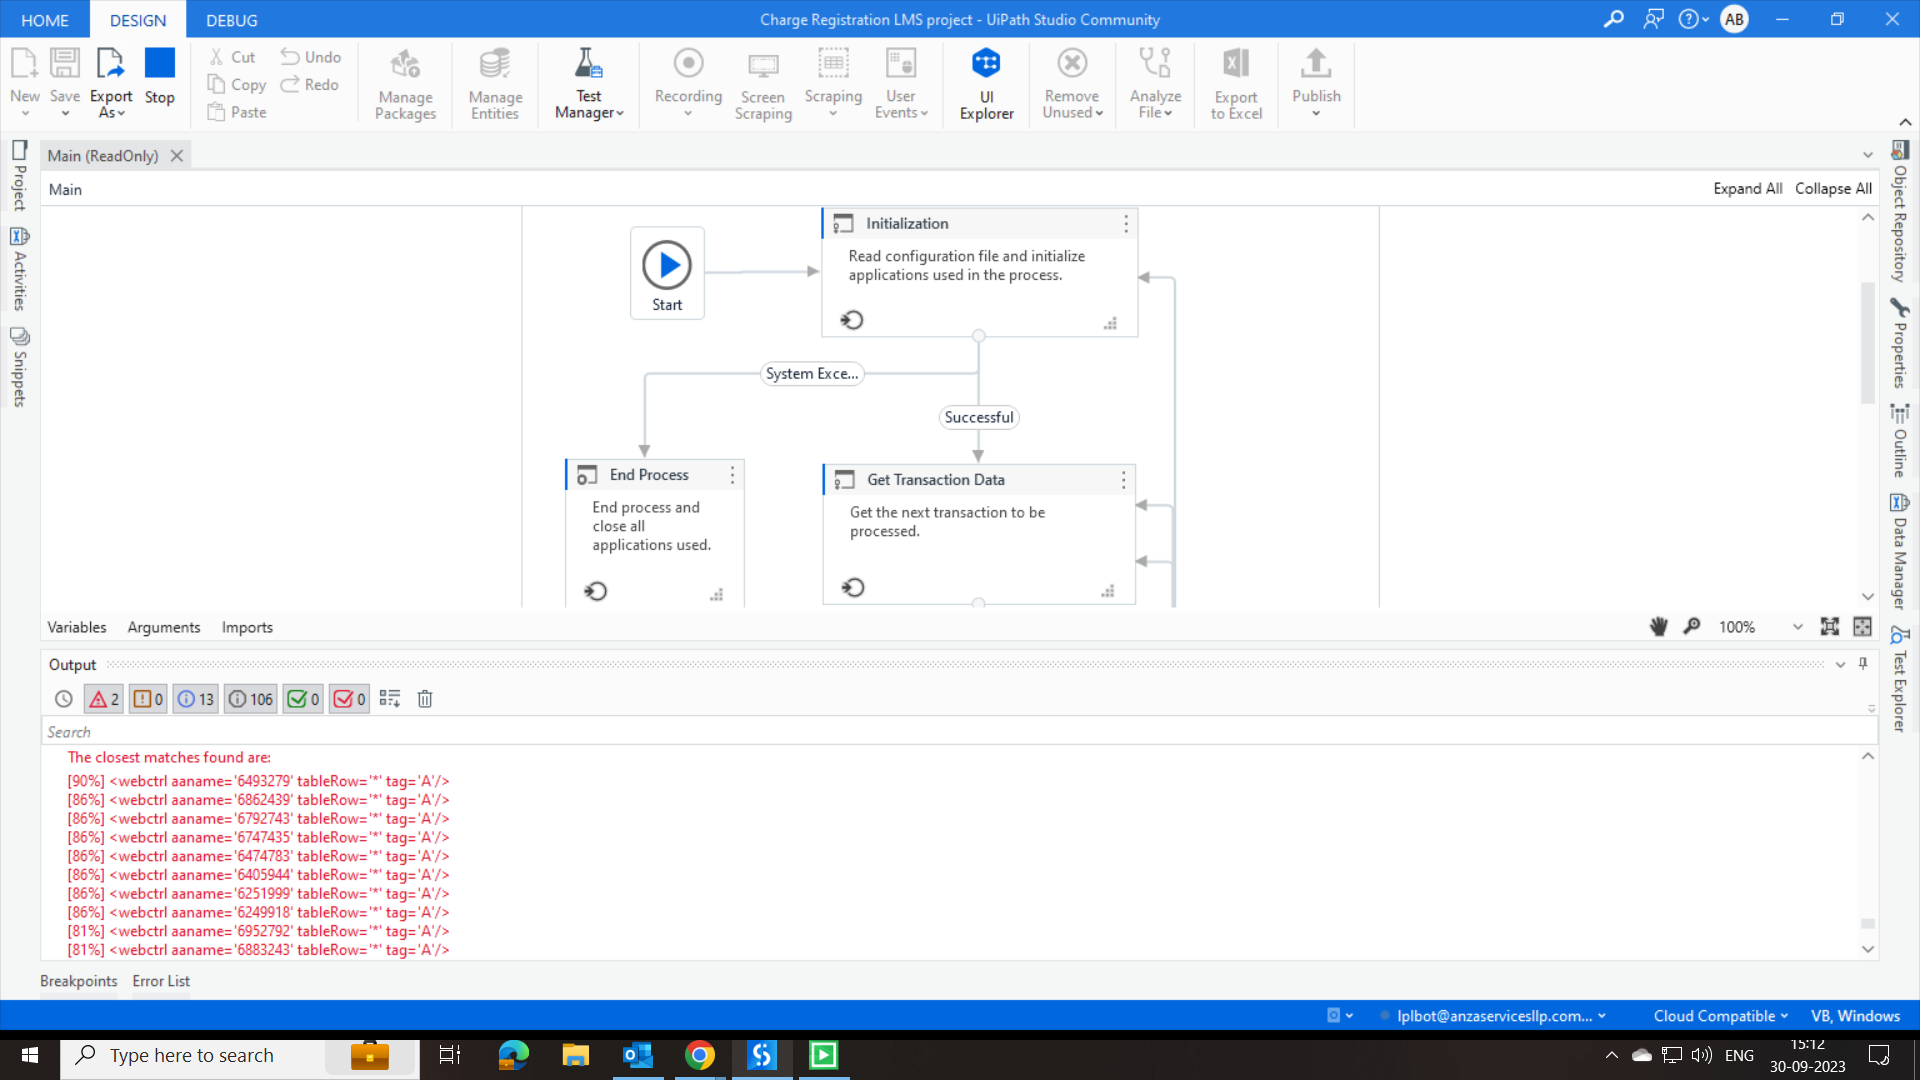 HOME
DESIGN
DEBUG
Charge Registration LMS project - UiPath Studio Community
AB
New
Save
Export
As
Stop
Cut
Copy
Paste
Undo
Redo
Manage
Packages
Manage
Entities
Test
Manager
Recording
Screen
Scraping
Scraping
User
Events
UI
Explorer
Remove
Unused
Analyze
File
Export
to Excel
Publish
Project
Activities
Snippets
Main (ReadOnly)
Main
Expand All
Collapse All
Start
Initialization
Read configuration file and initialize
applications used in the process.
System Exce...
Successful
End Process
End process and
close all
applications used.
Get Transaction Data
Get the next transaction to be
processed.
Object Repository
Properties
Outline
Data Manager
Test Explorer
Variables
Arguments
Imports
100%
Output
2
0
13
106
0
0
Search
The closest matches found are:
[90%] <webctrl aaname='6493279' tableRow='*' tag='A'/>
[86%] <webctrl aaname='6862439' tableRow='*' tag='A'/>
[86%] <webctrl aaname='6792743' tableRow='*' tag='A'/>
[86%] <webctrl aaname='6747435' tableRow='*' tag='A'/>
[86%] <webctrl aaname='6474783' tableRow='*' tag='A'/>
[86%] <webctrl aaname='6405944' tableRow='*' tag='A'/>
[86%] <webctrl aaname='6251999' tableRow='*' tag='A'/>
[86%] <webctrl aaname='6249918' tableRow='*' tag='A'/>
[81%] <webctrl aaname='6952792' tableRow='*' tag='A'/>
[81%] <webctrl aaname='6883243' tableRow='*' tag='A'/>
Breakpoints
Error List
lplbot@anzaservicesllp.com...
Cloud Compatible
VB, Windows
Type here to search
ENG
15:12
30-09-2023